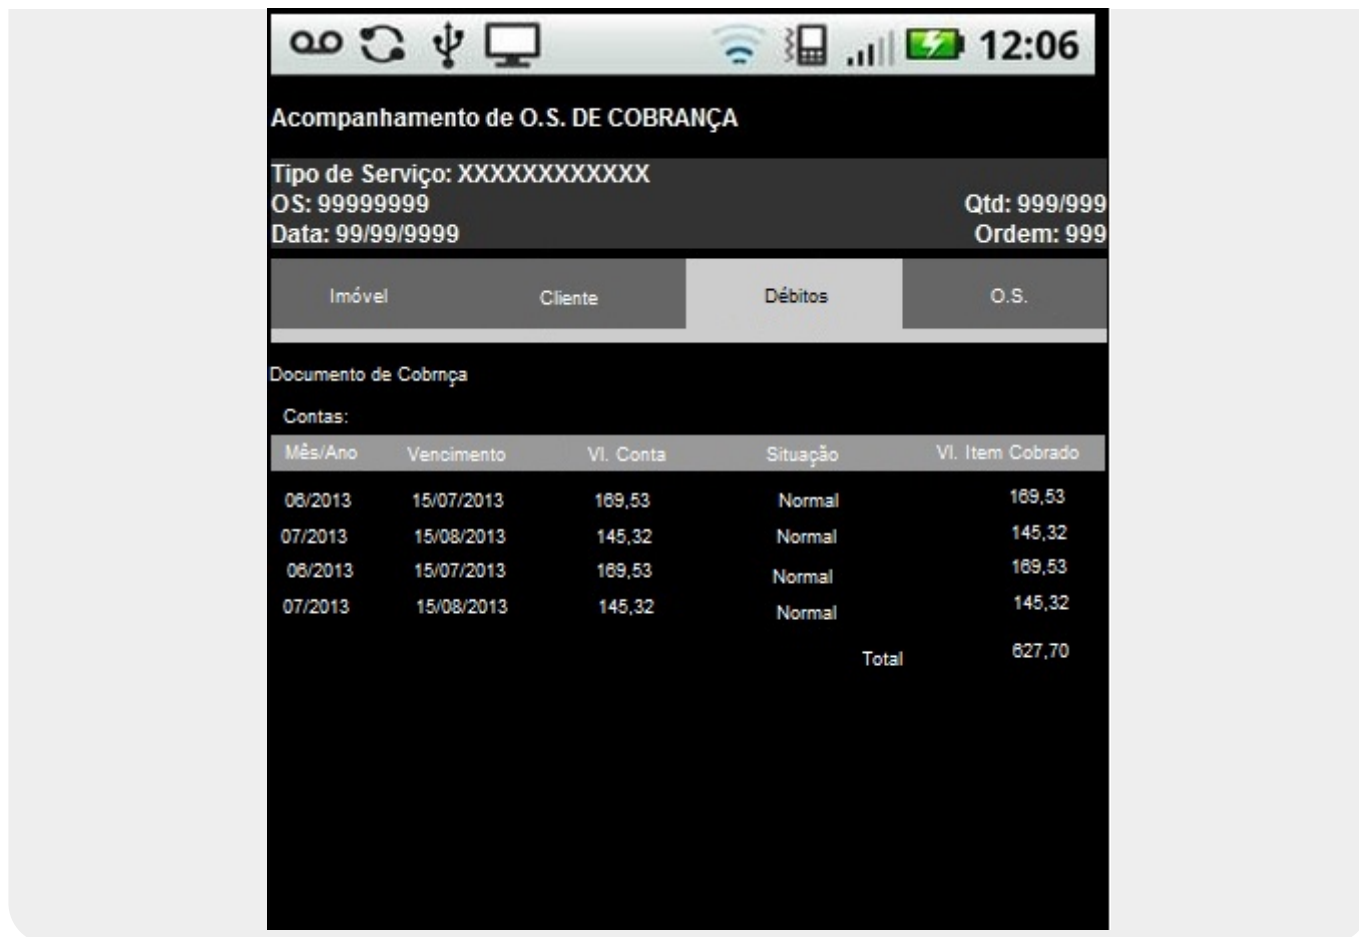 12:06
Acompanhamento de O.S. DE COBRANÇA
Tipo de Serviço: XXXXXXXXXXXX
OS: 99999999 Qtd: 999/999
Data: 99/99/9999 Ordem: 999
Imóvel Cliente Débitos O.S.
Documento de Cobrnça
Contas:
Mês/Ano Vencimento Vl. Conta Situação Vl. Item Cobrado
06/2013 15/07/2013 169,53 Normal 169,53
07/2013 15/08/2013 145,32 Normal 145,32
06/2013 15/07/2013 169,53 Normal 169,53
07/2013 15/08/2013 145,32 Normal 145,32
Total 627,70